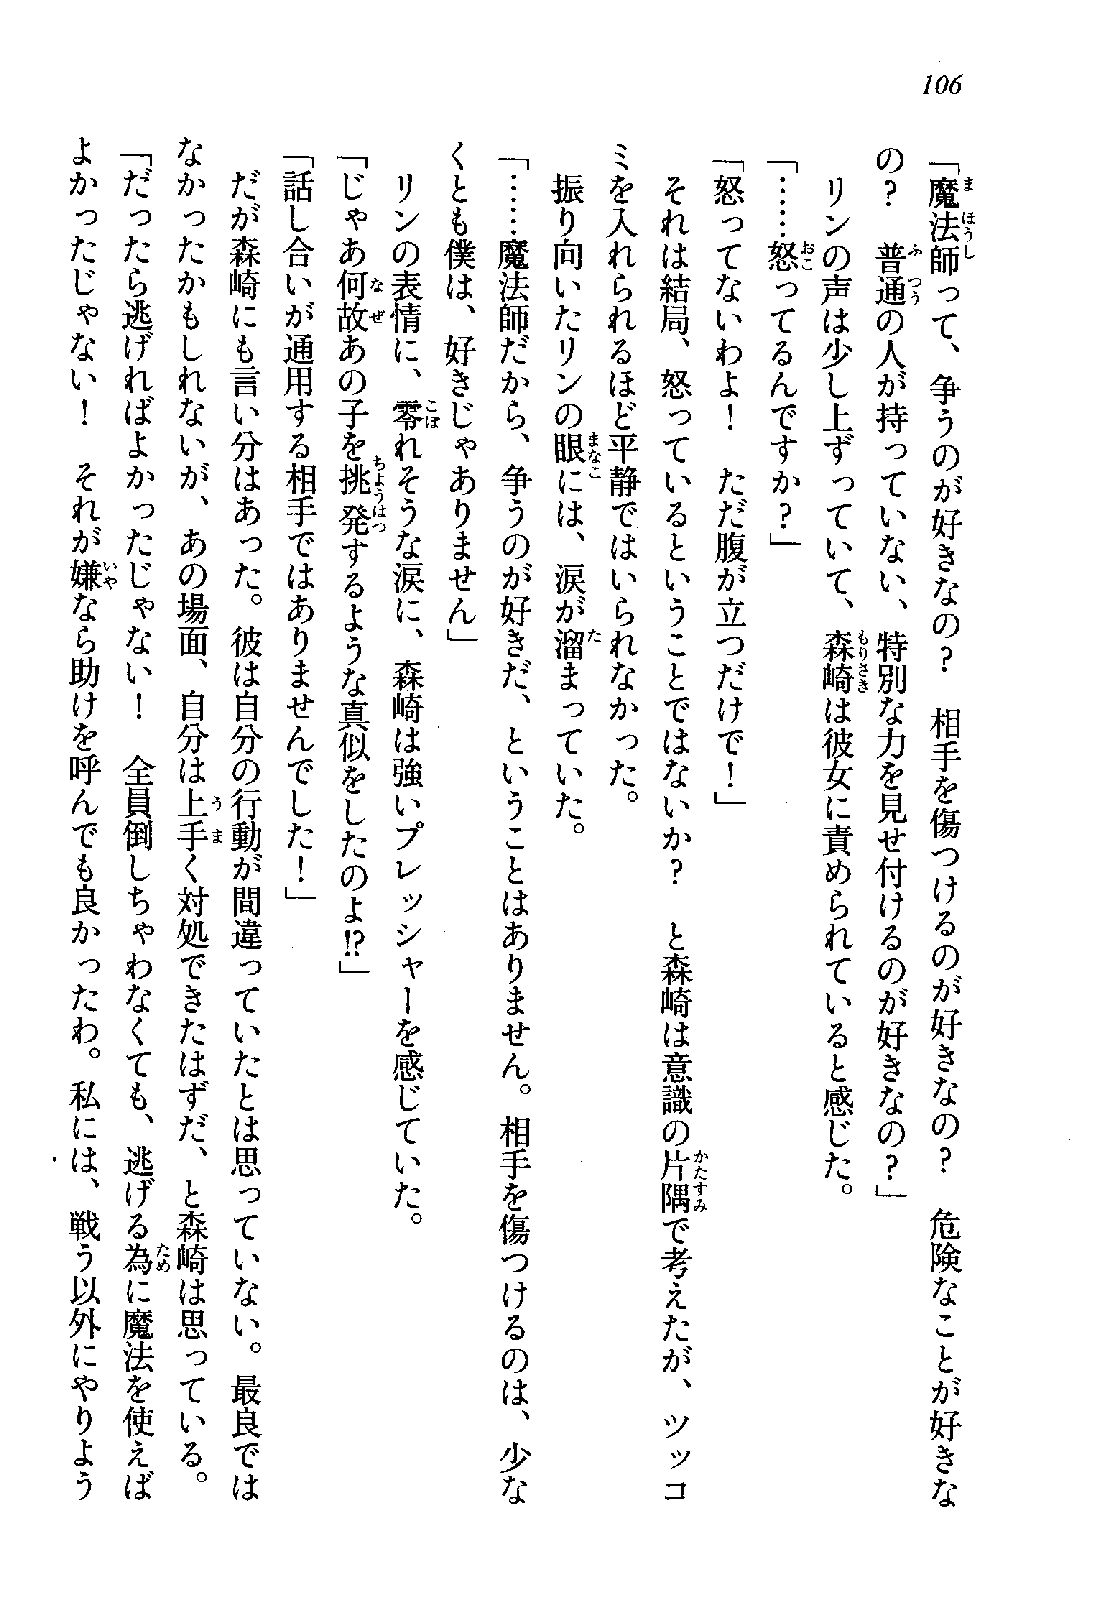 106
「魔法師って、争うのが好きなの？　相手を傷つけるのが好きなの？　危険なことが好きな
の？　普通の人が持っていない、特別な力を見せ付けるのが好きなの？」
　リンの声は少し上ずっていて、森崎は彼女に責められていると感じた。
「……怒ってるんですか？」
「怒ってないわよ！　ただ腹が立つだけで！」
　それは結局、怒っているということではないか？　と森崎は意識の片隅で考えたが、ツッコ
ミを入れられるほど平静ではいられなかった。
　振り向いたリンの眼には、涙が溜まっていた。
「……魔法師だから、争うのが好きだ、ということはありません。相手を傷つけるのは、少な
くとも僕は、好きじゃありません」
　リンの表情に、零れそうな涙に、森崎は強いプレッシャーを感じていた。
「じゃあ何故あの子を挑発するような真似をしたのよ!?」
「話し合いが通用する相手ではありませんでした！」
　だが森崎にも言い分はあった。彼は自分の行動が間違っていたとは思っていない。最良では
なかったかもしれないが、あの場面、自分は上手く対処できたはずだ、と森崎は思っている。
「だったら逃げればよかったじゃない！　全員倒しちゃわなくても、逃げる為に魔法を使えば
よかったじゃない！　それが嫌なら助けを呼んでも良かったわ。私には、戦う以外にやりよう